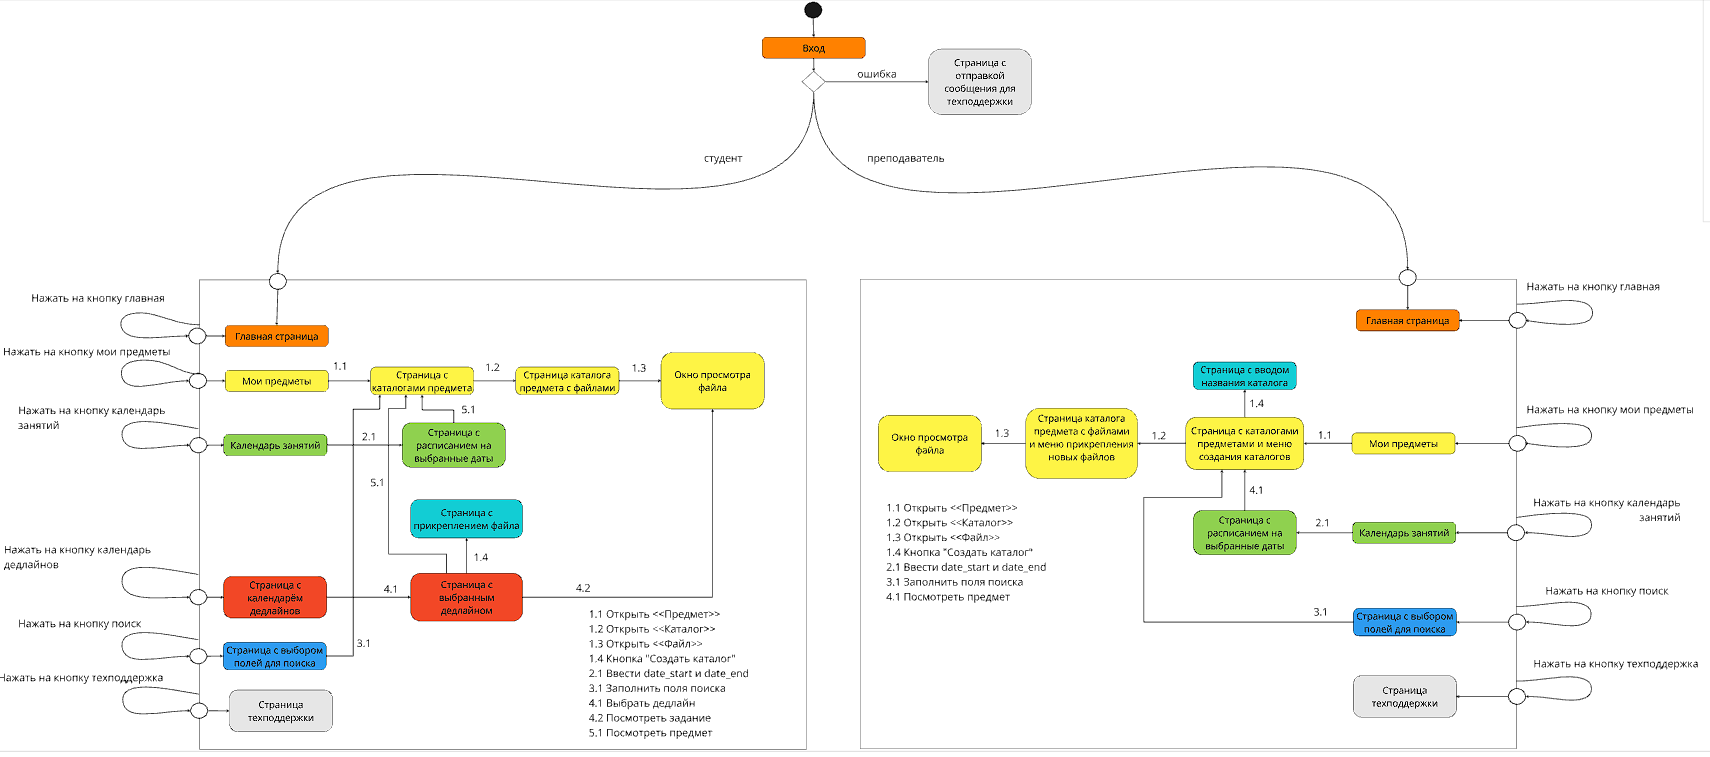 Вход
ошибка
Страница с
отправкой
сообщения для
техподдержки
студент
преподаватель
Нажать на кнопку главная
Главная страница
Нажать на кнопку мои предметы
Мои предметы
1.1
Страница с
каталогами предмета
1.2
Страница каталога
предмета с файлами
1.3
Окно просмотра
файла
Нажать на кнопку календарь
занятий
Календарь занятий
2.1
Страница с
расписанием на
выбранные даты
5.1
5.1
Страница с
прикреплением файла
1.4
Нажать на кнопку календарь
дедлайнов
Страница с
календарём
дедлайнов
4.1
Страница с
выбранным
дедлайном
4.2
Нажать на кнопку поиск
Страница с выбором
полей для поиска
3.1
Нажать на кнопку техподдержка
Страница
техподдержки
1.1 Открыть <<Предмет>>
1.2 Открыть <<Каталог>>
1.3 Открыть <<Файл>>
1.4 Кнопка "Создать каталог"
2.1 Ввести date_start и date_end
3.1 Заполнить поля поиска
4.1 Выбрать дедлайн
4.2 Посмотреть задание
5.1 Посмотреть предмет
Нажать на кнопку главная
Главная страница
Страница с вводом
названия каталога
1.4
Нажать на кнопку мои предметы
Мои предметы
1.1
Страница с каталогами
предметами и меню
создания каталогов
1.2
Страница каталога
предмета с файлами
и меню прикрепления
новых файлов
1.3
Окно просмотра
файла
4.1
Нажать на кнопку календарь
занятий
Календарь занятий
2.1
Страница с
расписанием на
выбранные даты
1.1 Открыть <<Предмет>>
1.2 Открыть <<Каталог>>
1.3 Открыть <<Файл>>
1.4 Кнопка "Создать каталог"
2.1 Ввести date_start и date_end
3.1 Заполнить поля поиска
4.1 Посмотреть предмет
Нажать на кнопку поиск
Страница с выбором
полей для поиска
3.1
Нажать на кнопку техподдержка
Страница
техподдержки